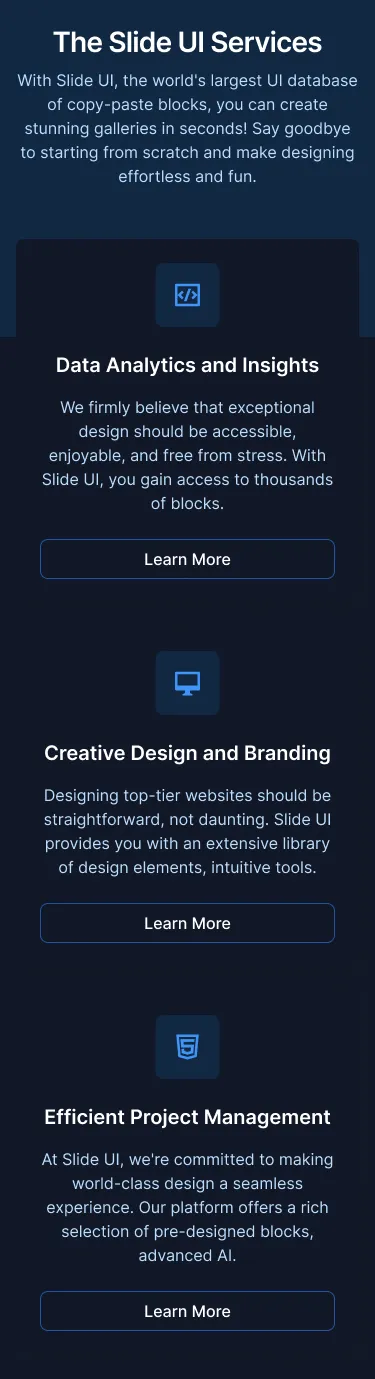 The Slide UI Services
With Slide UI, the world's largest UI database
of copy-paste blocks, you can create
stunning galleries in seconds! Say goodbye
to starting from scratch and make designing
effortless and fun.
Data Analytics and Insights
We firmly believe that exceptional
design should be accessible,
enjoyable, and free from stress. With
Slide UI, you gain access to thousands
of blocks.
Learn More
Creative Design and Branding
Designing top-tier websites should be
straightforward, not daunting. Slide UI
provides you with an extensive library
of design elements, intuitive tools.
Learn More
Efficient Project Management
At Slide UI, we're committed to making
world-class design a seamless
experience. Our platform offers a rich
selection of pre-designed blocks,
advanced AI.
Learn More